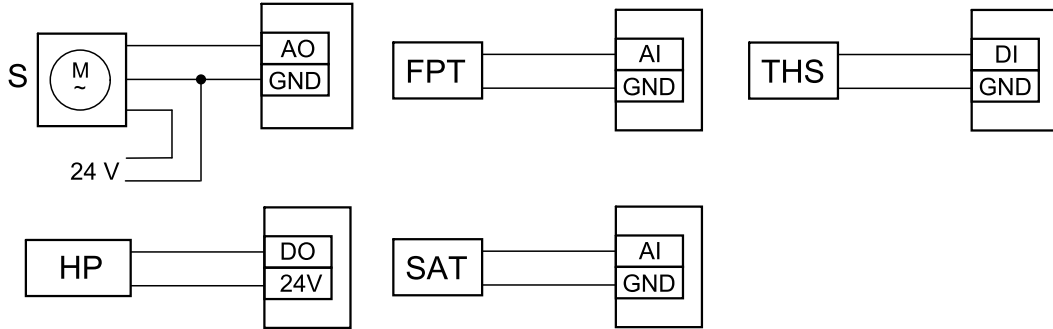 S
M
~
24 V
AO
GND
FPT
AI
GND
THS
DI
GND
HP
DO
24V
SAT
AI
GND